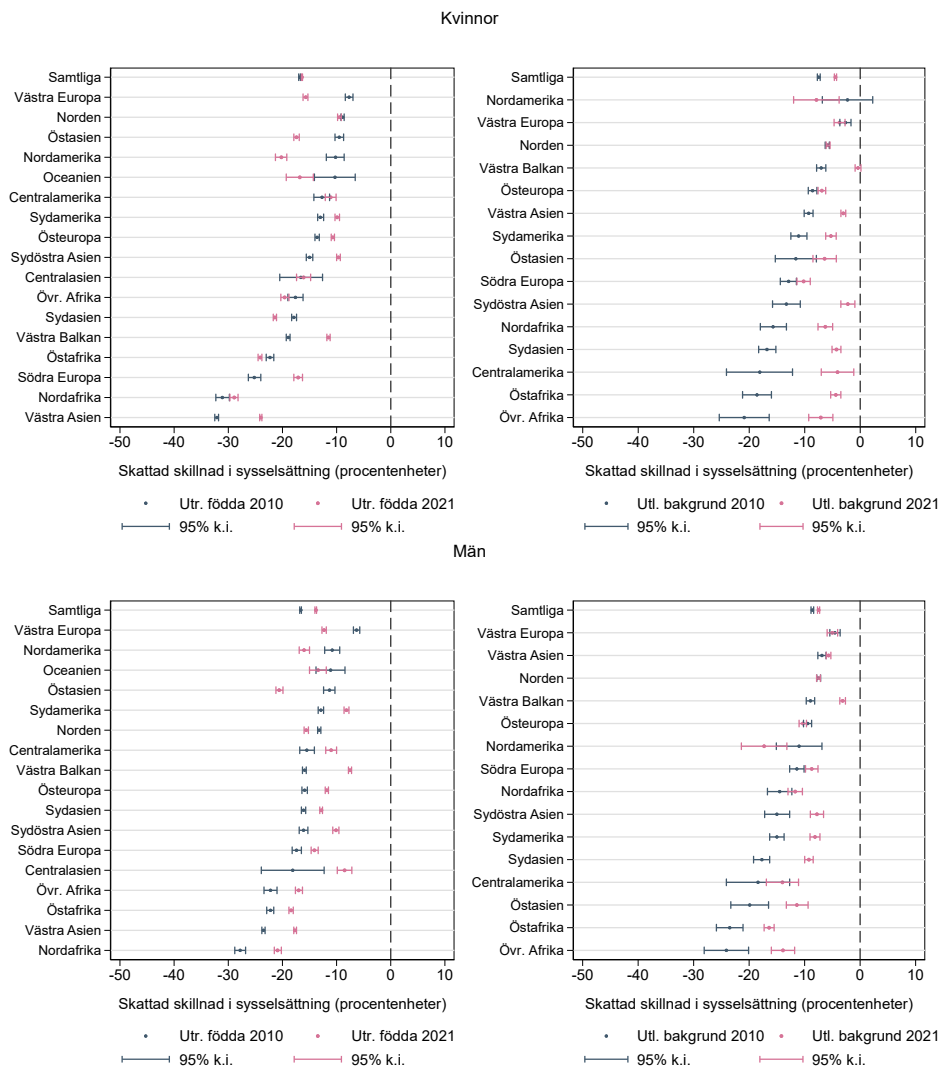 Kvinnor
Samtliga
Västra Europa
Norden
Östasien
Nordamerika
Oceanien
Centralamerika
Sydamerika
Östeuropa
Sydöstra Asien
Centralasien
Övr. Afrika
Sydasien
Västra Balkan
Östafrika
Södra Europa
Nordafrika
Västra Asien
-50 -40 -30 -20 -10 0 10
Skattad skillnad i sysselsättning (procentenheter)
Utr. födda 2010 Utr. födda 2021
95% k.i. 95% k.i.
Samtliga
Nordamerika
Västra Europa
Norden
Västra Balkan
Östeuropa
Västra Asien
Sydamerika
Östasien
Södra Europa
Sydöstra Asien
Nordafrika
Sydasien
Centralamerika
Östafrika
Övr. Afrika
-50 -40 -30 -20 -10 0 10
Skattad skillnad i sysselsättning (procentenheter)
Utl. bakgrund 2010 Utl. bakgrund 2021
95% k.i. 95% k.i.
Män
Samtliga
Västra Europa
Nordamerika
Oceanien
Östasien
Sydamerika
Norden
Centralamerika
Västra Balkan
Östeuropa
Sydasien
Sydöstra Asien
Södra Europa
Centralasien
Övr. Afrika
Östafrika
Västra Asien
Nordafrika
-50 -40 -30 -20 -10 0 10
Skattad skillnad i sysselsättning (procentenheter)
Utr. födda 2010 Utr. födda 2021
95% k.i. 95% k.i.
Samtliga
Västra Europa
Västra Asien
Norden
Västra Balkan
Östeuropa
Nordamerika
Södra Europa
Nordafrika
Sydöstra Asien
Sydamerika
Sydasien
Centralamerika
Östasien
Östafrika
Övr. Afrika
-50 -40 -30 -20 -10 0 10
Skattad skillnad i sysselsättning (procentenheter)
Utl. bakgrund 2010 Utl. bakgrund 2021
95% k.i. 95% k.i.